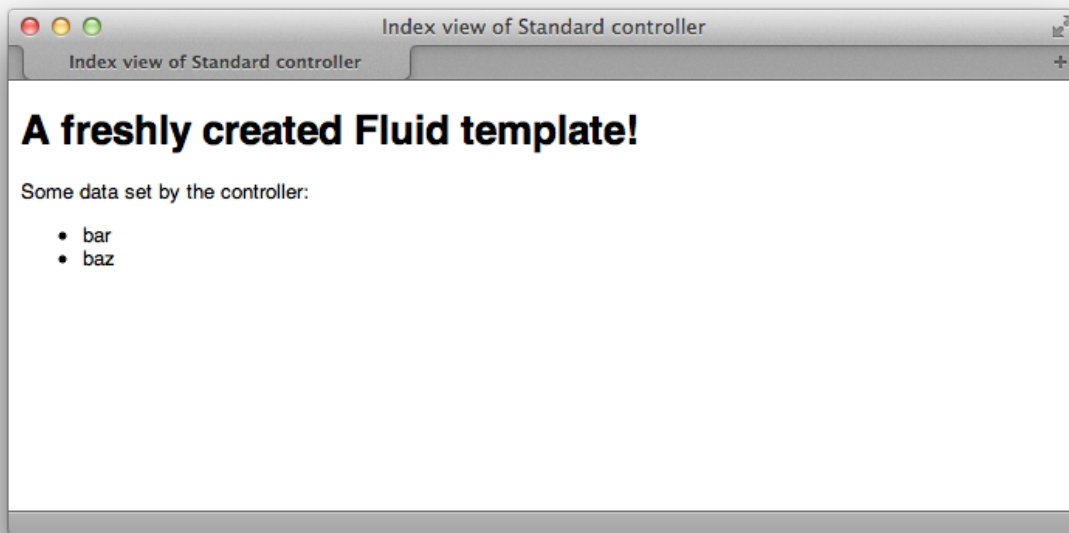 Index view of Standard controller
Index view of Standard controller
A freshly created Fluid template!
Some data set by the controller:
bar
baz